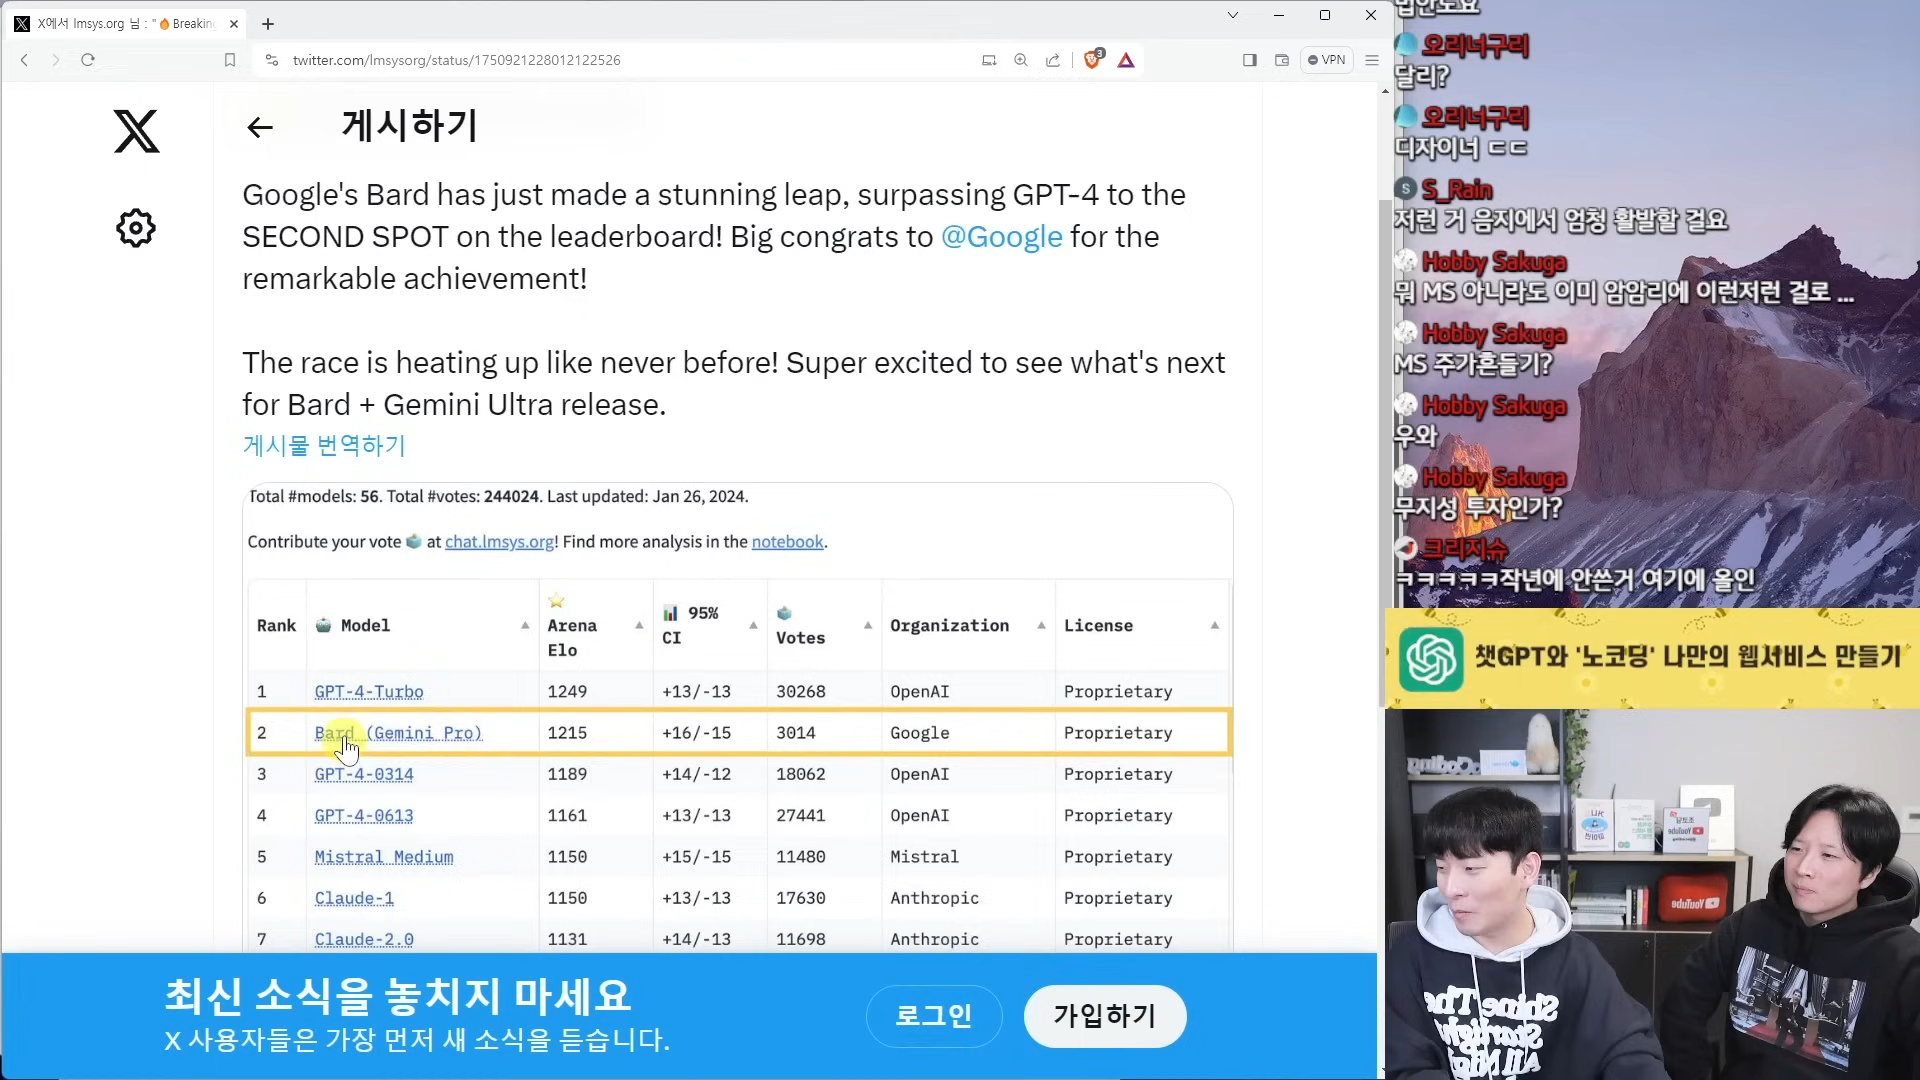 X에서 lmsys.org 님 : "🔥Breakin
twitter.com/lmsysorg/status/1750921228012122526
3
VPN
게시하기
Google's Bard has just made a stunning leap, surpassing GPT-4 to the
SECOND SPOT on the leaderboard! Big congrats to @Google for the
remarkable achievement!
The race is heating up like never before! Super excited to see what's next
for Bard + Gemini Ultra release.
게시물 번역하기
Total #models: 56. Total #votes: 244024. Last updated: Jan 26, 2024.
Contribute your vote 🗳️ at chat.lmsys.org! Find more analysis in the notebook.
Rank 🤖 Model ⭐ Arena Elo 📊 95% CI 🗳️ Votes Organization License
1 GPT-4-Turbo 1249 +13/-13 30268 OpenAI Proprietary
2 Bard (Gemini Pro) 1215 +16/-15 3014 Google Proprietary
3 GPT-4-0314 1189 +14/-12 18062 OpenAI Proprietary
4 GPT-4-0613 1161 +13/-13 27441 OpenAI Proprietary
5 Mistral Medium 1150 +15/-15 11480 Mistral Proprietary
6 Claude-1 1150 +13/-13 17630 Anthropic Proprietary
7 Claude-2.0 1131 +14/-13 11698 Anthropic Proprietary
최신 소식을 놓치지 마세요
X 사용자들은 가장 먼저 새 소식을 듣습니다.
로그인
가입하기
오리너구리
달리?
오리너구리
디자이너 ㄷㄷ
S S_Rain
저런 거 음지에서 엄청 활발할 걸요
Hobby Sakuga
뭐 MS 아니라도 이미 암암리에 이런저런 걸로 ...
Hobby Sakuga
MS 주가흔들기?
Hobby Sakuga
우와
Hobby Sakuga
무지성 투자인가?
크리지슈
ㅋㅋㅋㅋㅋ작년에 안쓴거 여기에 올인
챗GPT와 '노코딩' 나만의 웹서비스 만들기
Coding
YouTube
Shine The
Starlight
All Nig